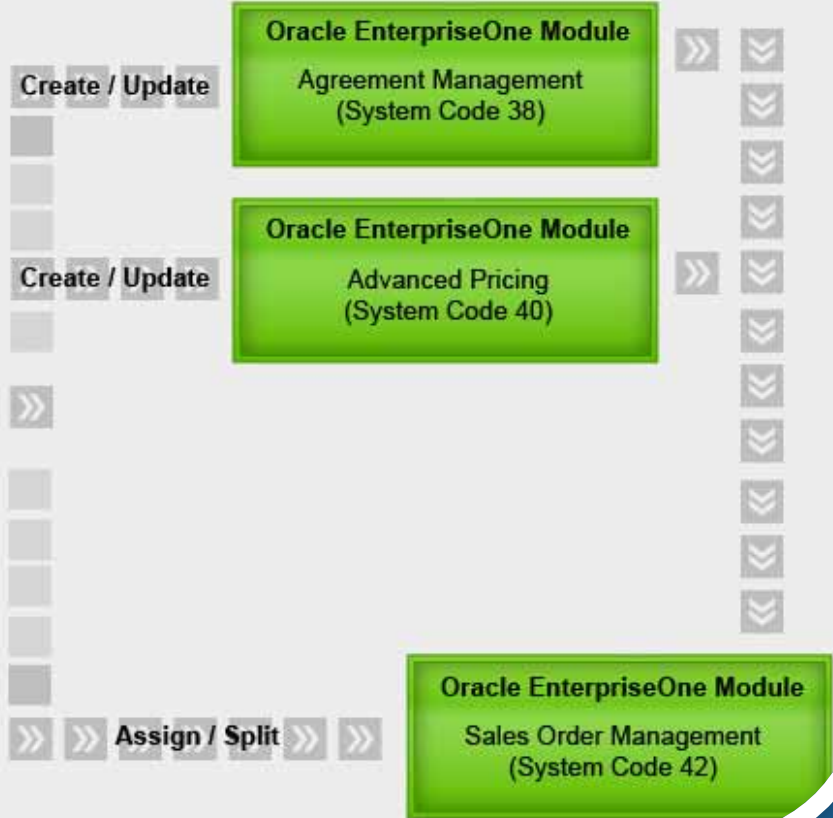 Oracle EnterpriseOne Module
Create / Update
Agreement Management
(System Code 38)
Oracle EnterpriseOne Module
Create / Update
Advanced Pricing
(System Code 40)
Oracle EnterpriseOne Module
Assign / Split
Sales Order Management
(System Code 42)